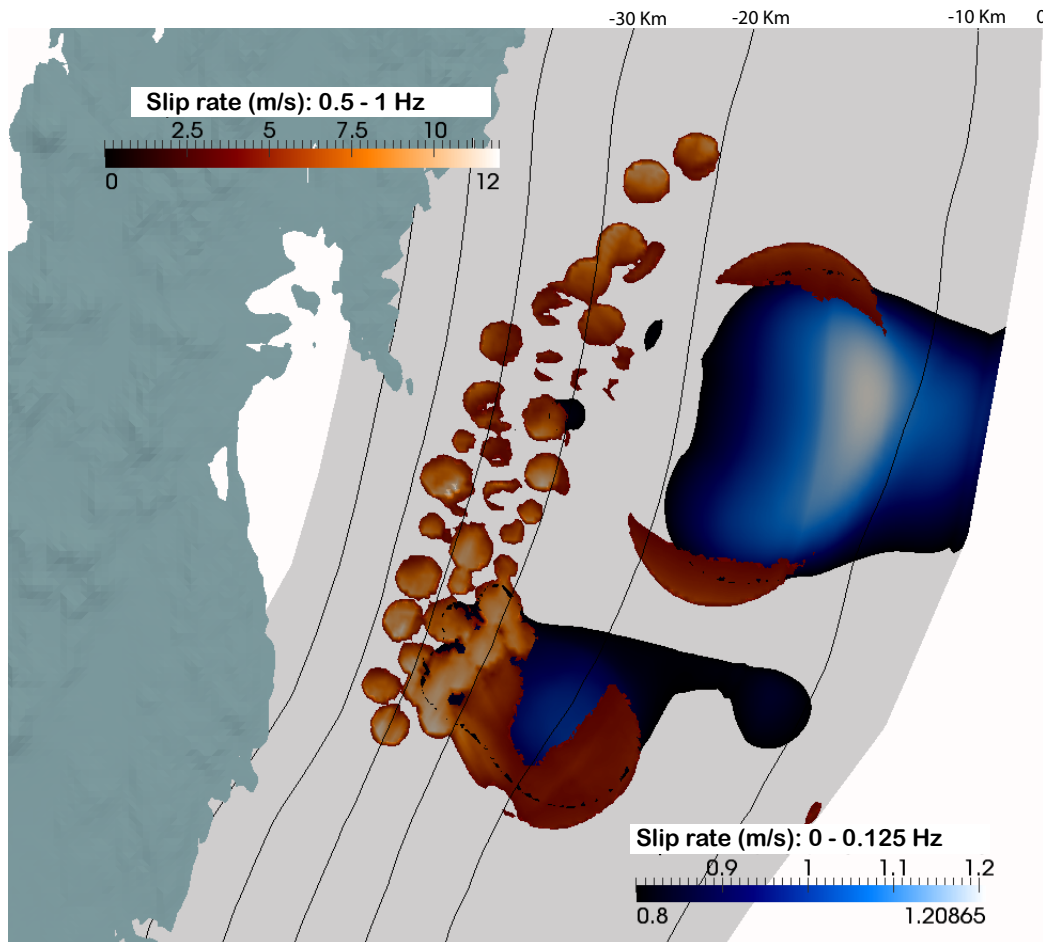 -30 Km -20 Km -10 Km 0
Slip rate (m/s): 0.5 - 1 Hz
2.5 5 7.5 10
0 12
Slip rate (m/s): 0 - 0.125 Hz
0.9 1 1.1 1.2
0.8 1.20865